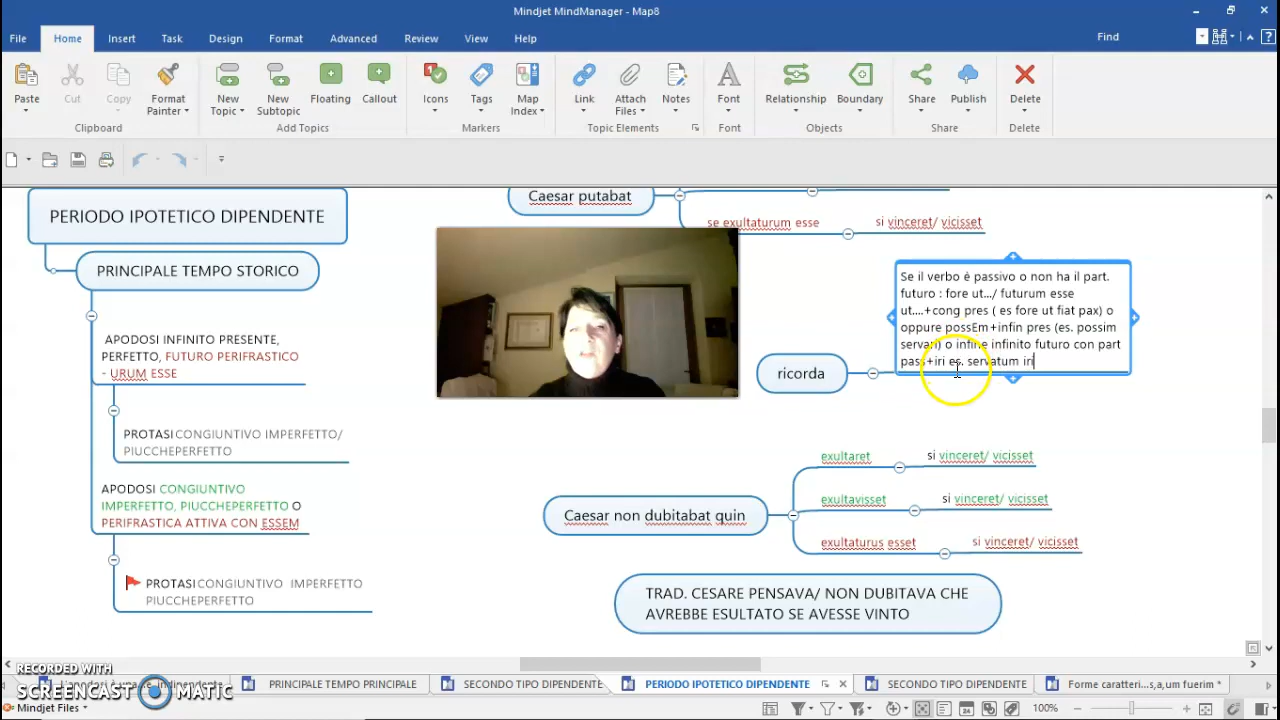 Mindjet MindManager - Map8
File Home Insert Task Design Format Advanced Review View Help Find
Paste Cut Copy Format Painter New Topic New Subtopic Floating Callout Icons Tags Map Index Link Attach Files Notes Font Relationship Boundary Share Publish Delete
Clipboard Add Topics Markers Topic Elements Font Objects Share Delete
PERIODO IPOTETICO DIPENDENTE
PRINCIPALE TEMPO STORICO
APODOSI INFINITO PRESENTE,
PERFETTO, FUTURO PERIFRASTICO
- URUM ESSE
PROTASI CONGIUNTIVO IMPERFETTO/
PIUCCHEPERFETTO
APODOSI CONGIUNTIVO
IMPERFETTO, PIUCCHEPERFETTO O
PERIFRASTICA ATTIVA CON ESSEM
PROTASI CONGIUNTIVO IMPERFETTO
PIUCCHEPERFETTO
Caesar putabat
se exultaturum esse si vinceret/ vicisset
ricorda
Se il verbo è passivo o non ha il part.
futuro : fore ut.../ futurum esse
ut....+cong pres ( es fore ut fiat pax) o
oppure possEm+infin pres (es. possim
servari) o infine infinito futuro con part
pass+iri es. servatum iri
Caesar non dubitabat quin
exultaret si vinceret/ vicisset
exultavisset si vinceret/ vicisset
exultaturus esset si vinceret/ vicisset
TRAD. CESARE PENSAVA/ NON DUBITAVA CHE
AVREBBE ESULTATO SE AVESSE VINTO
RECORDED WITH
SCREENCAST MATIC
PRINCIPALE TEMPO PRINCIPALE SECONDO TIPO DIPENDENTE PERIODO IPOTETICO DIPENDENTE SECONDO TIPO DIPENDENTE Forme caratteri...s,a,um fuerim *
Mindjet Files 100%